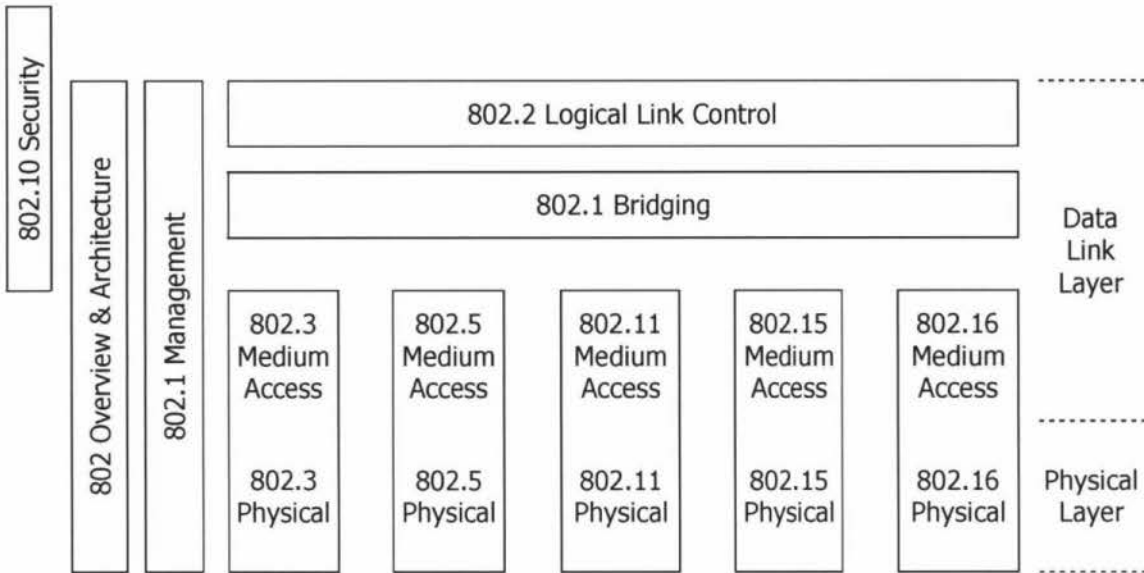 802.10 Security
802 Overview & Architecture
802.1 Management
802.2 Logical Link Control
802.1 Bridging
Data
Link
Layer
802.3
Medium
Access
802.5
Medium
Access
802.11
Medium
Access
802.15
Medium
Access
802.16
Medium
Access
802.3
Physical
802.5
Physical
802.11
Physical
802.15
Physical
802.16
Physical
Physical
Layer